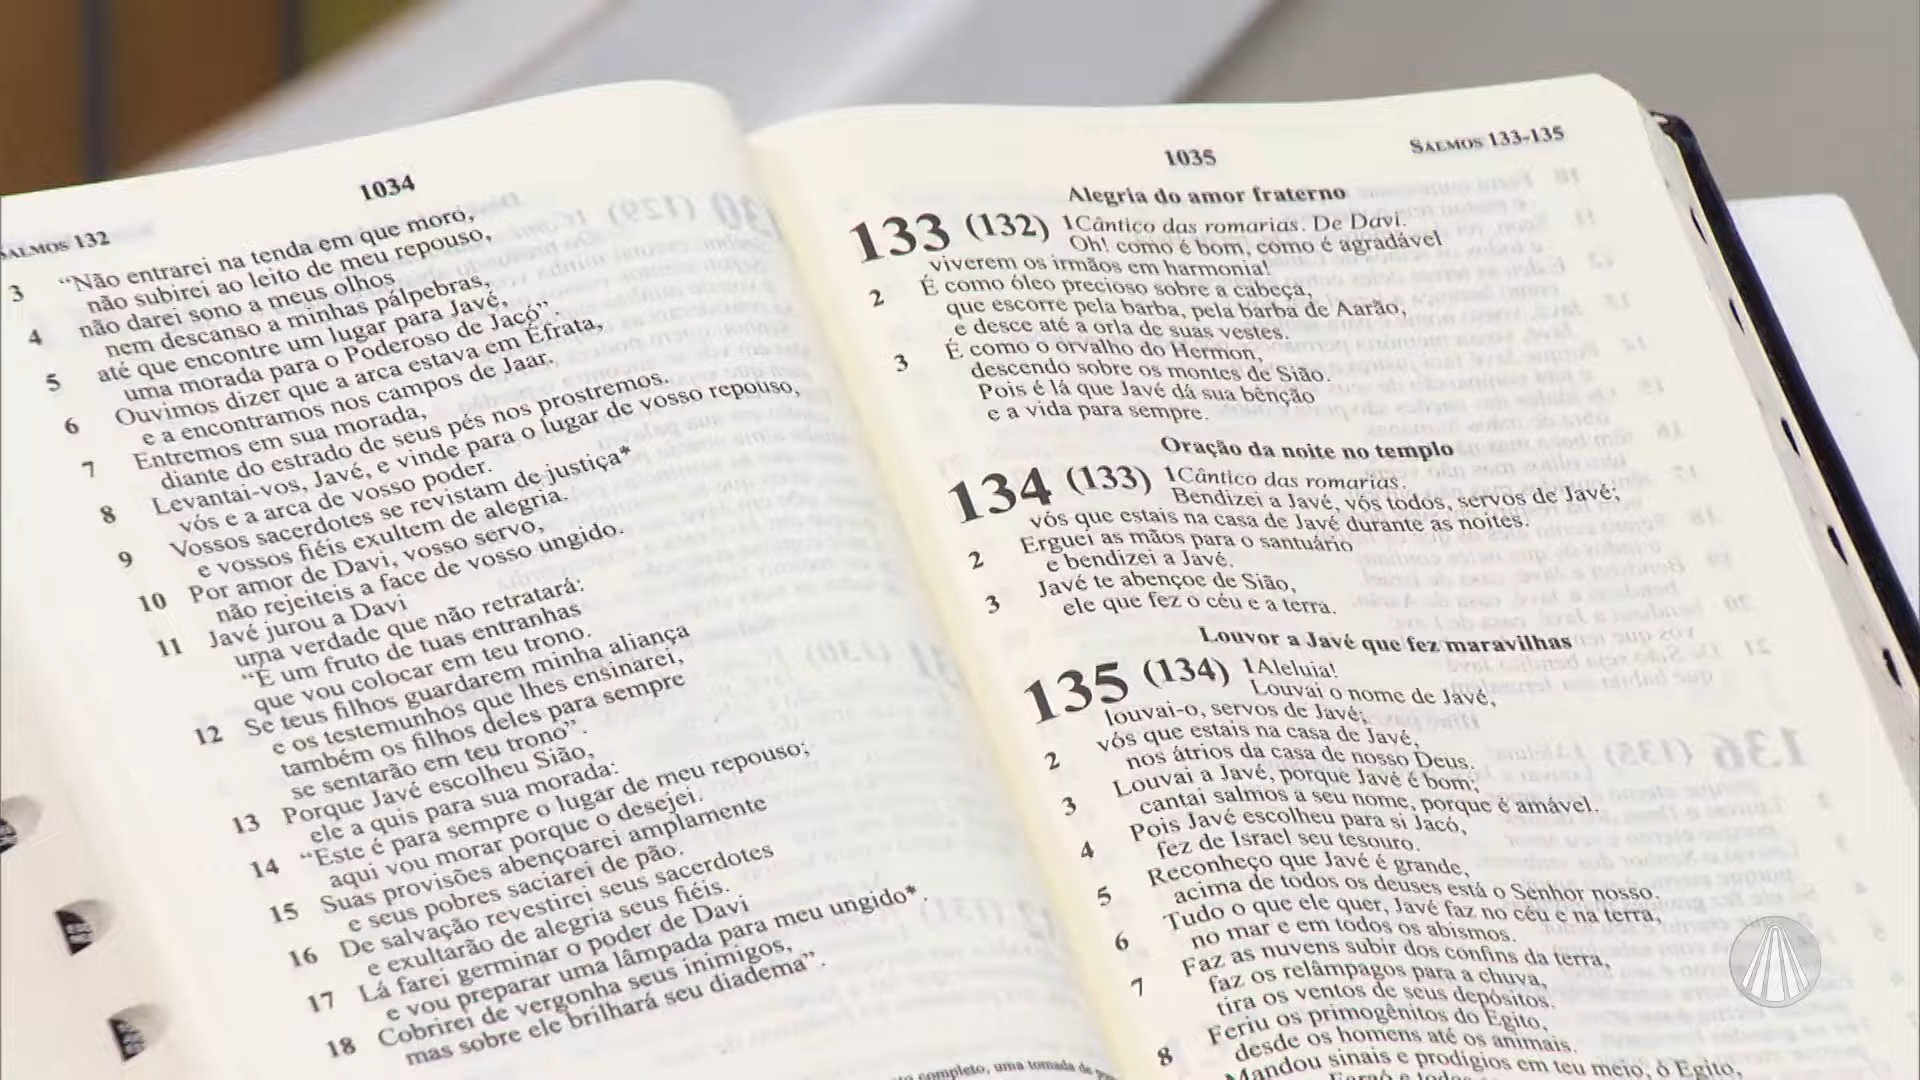 1034
SALMOS 132
3 “Não entrarei na tenda em que moro,
não subirei ao leito de meu repouso,
4 não darei sono a meus olhos,
nem descanso a minhas pálpebras,
5 até que encontre um lugar para Javé,
uma morada para o Poderoso de Jacó”.
6 Ouvimos dizer que a arca estava em Éfrata,
e a encontramos nos campos de Jaar.
7 Entremos em sua morada,
diante do estrado de seus pés nos prostremos.
8 Levantai-vos, Javé, e vinde para o lugar de vosso repouso,
vós e a arca de vosso poder.
9 Vossos sacerdotes se revistam de justiça*
e vossos fiéis exultem de alegria.
10 Por amor de Davi, vosso servo,
não rejeiteis a face de vosso ungido.
11 Javé jurou a Davi
uma verdade que não retratará:
“É um fruto de tuas entranhas
que vou colocar em teu trono.
12 Se teus filhos guardarem minha aliança
e os testemunhos que lhes ensinarei,
também os filhos deles para sempre
se sentarão em teu trono”.
13 Porque Javé escolheu Sião,
ele a quis para sua morada:
14 “Este é para sempre o lugar de meu repouso;
aqui vou morar porque o desejei.
15 Suas provisões abençoarei amplamente
e seus pobres saciarei de pão.
16 De salvação revestirei seus sacerdotes
e exultarão de alegria seus fiéis.
17 Lá farei germinar o poder de Davi
e vou preparar uma lâmpada para meu ungido*.
18 Cobrirei de vergonha seus inimigos,
mas sobre ele brilhará seu diadema”.
completo, uma tomada de
1035
SALMOS 133-135
Alegria do amor fraterno
133 (132) 1Cântico das romarias. De Davi.
Oh! como é bom, como é agradável
viverem os irmãos em harmonia!
2 É como óleo precioso sobre a cabeça,
que escorre pela barba, pela barba de Aarão,
e desce até a orla de suas vestes.
3 É como o orvalho do Hermon,
descendo sobre os montes de Sião.
Pois é lá que Javé dá sua bênção
e a vida para sempre.
Oração da noite no templo
134 (133) 1Cântico das romarias.
Bendizei a Javé, vós todos, servos de Javé;
vós que estais na casa de Javé durante as noites.
2 Erguei as mãos para o santuário
e bendizei a Javé.
3 Javé te abençoe de Sião,
ele que fez o céu e a terra.
Louvor a Javé que fez maravilhas
135 (134) 1Aleluia!
Louvai o nome de Javé,
louvai-o, servos de Javé;
2 vós que estais na casa de Javé,
nos átrios da casa de nosso Deus.
3 Louvai a Javé, porque Javé é bom;
cantai salmos a seu nome, porque é amável.
4 Pois Javé escolheu para si Jacó,
fez de Israel seu tesouro.
5 Reconheço que Javé é grande,
acima de todos os deuses está o Senhor nosso.
6 Tudo o que ele quer, Javé faz no céu e na terra,
no mar e em todos os abismos.
7 Faz as nuvens subir dos confins da terra,
faz os relâmpagos para a chuva,
tira os ventos de seus depósitos.
8 Feriu os primogênitos do Egito,
desde os homens até os animais.
Mandou sinais e prodígios em teu meio, ó Egito,